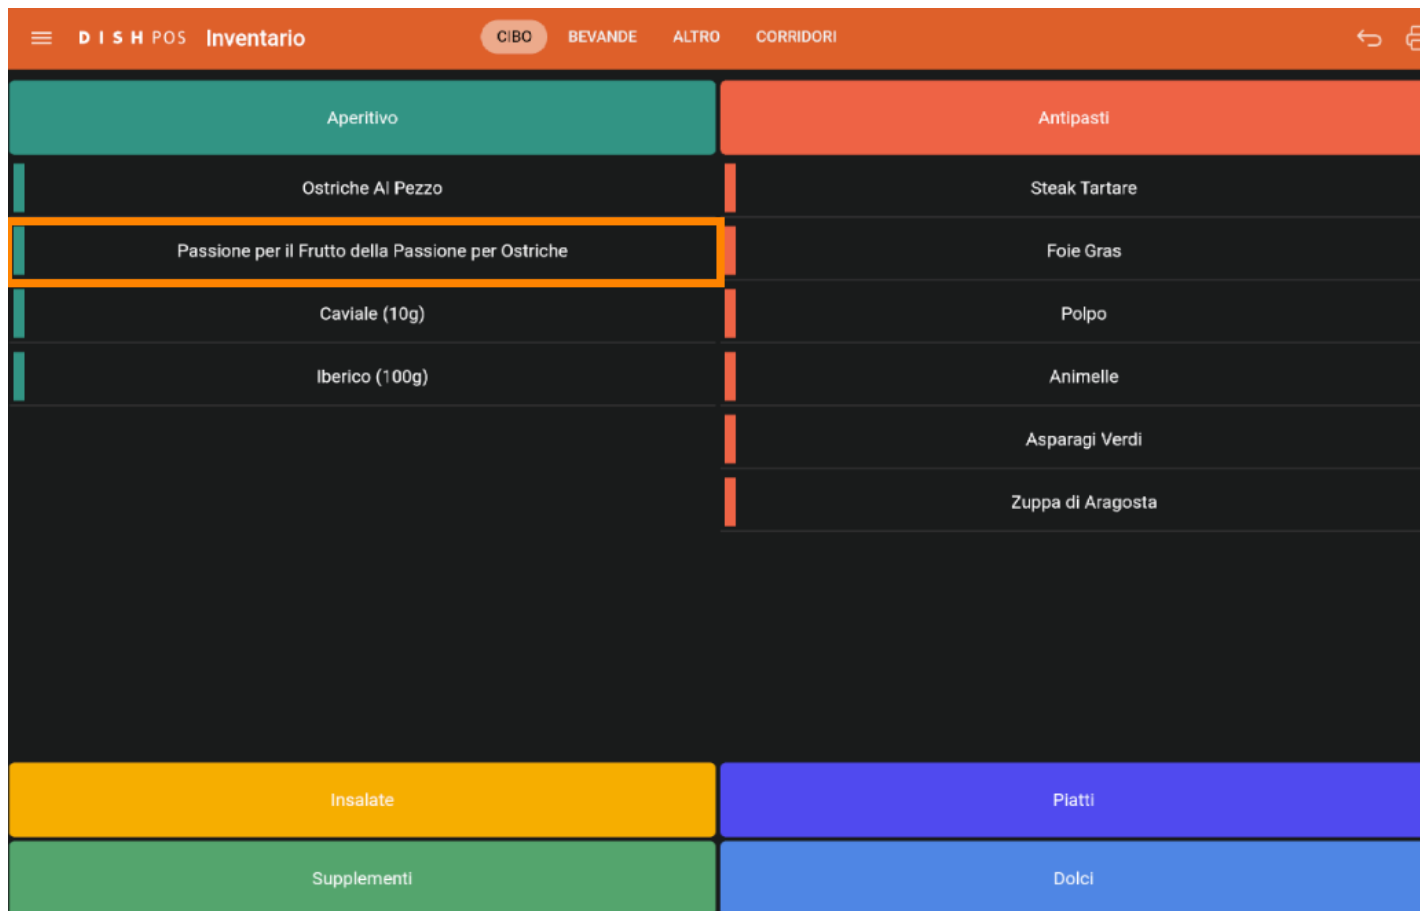 DISH POS Inventario CIBO BEVANDE ALTRO CORRIDORI
Aperitivo
Antipasti
Ostriche Al Pezzo
Steak Tartare
Passione per il Frutto della Passione per Ostriche
Foie Gras
Caviale (10g)
Polpo
Iberico (100g)
Animelle
Asparagi Verdi
Zuppa di Aragosta
Insalate
Piatti
Supplementi
Dolci